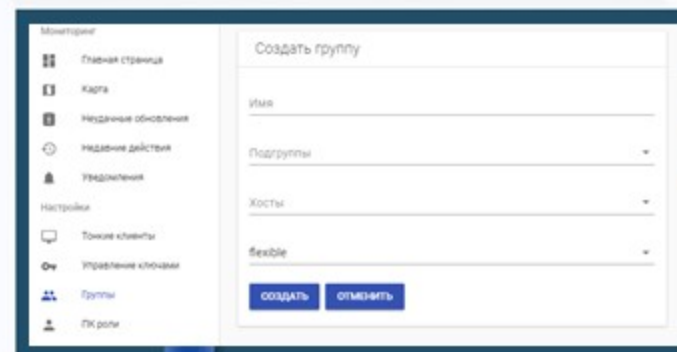 Мониторинг
Главная страница
Карта
Неудачные обновления
Недавние действия
Уведомления
Настройки
Тонкие клиенты
Управление ключами
Группы
ПК роли
Создать группу
Имя
Подгруппы
Хосты
flexible
СОЗДАТЬ ОТМЕНИТЬ